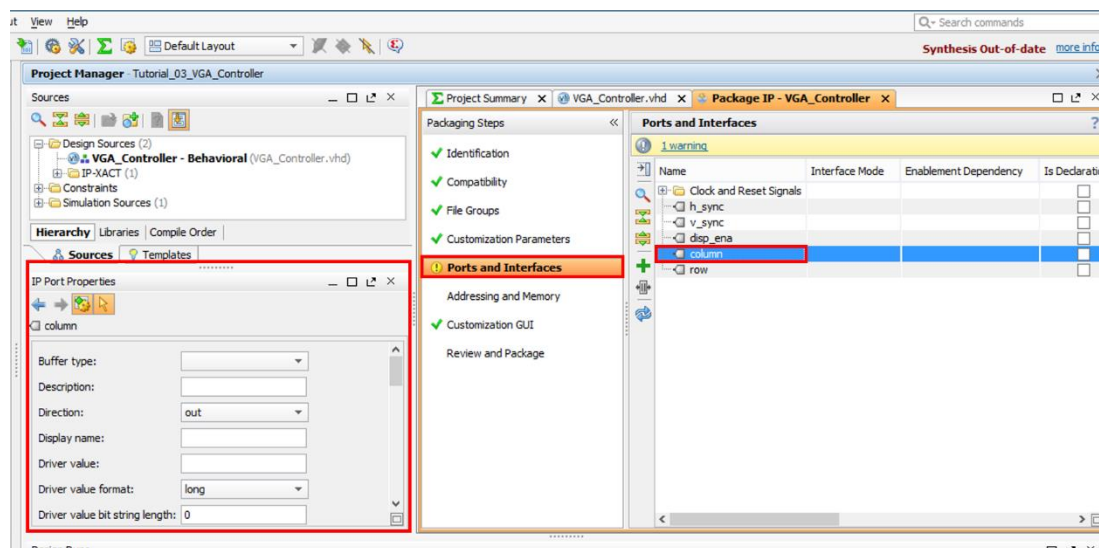 View Help
Search commands
Default Layout
Synthesis Out-of-date more info
Project Manager - Tutorial_03_VGA_Controller
Sources
Design Sources (2)
VGA_Controller - Behavioral (VGA_Controller.vhd)
IP-XACT (1)
Constraints
Simulation Sources (1)
Hierarchy Libraries Compile Order
Sources Templates
IP Port Properties
column
Buffer type:
Description:
Direction: out
Display name:
Driver value:
Driver value format: long
Driver value bit string length: 0
Project Summary VGA_Controller.vhd Package IP - VGA_Controller
Packaging Steps
Identification
Compatibility
File Groups
Customization Parameters
Ports and Interfaces
Addressing and Memory
Customization GUI
Review and Package
Ports and Interfaces
1 warning
Name Interface Mode Enablement Dependency Is Declarati
Clock and Reset Signals
h_sync
v_sync
disp_ena
column
row